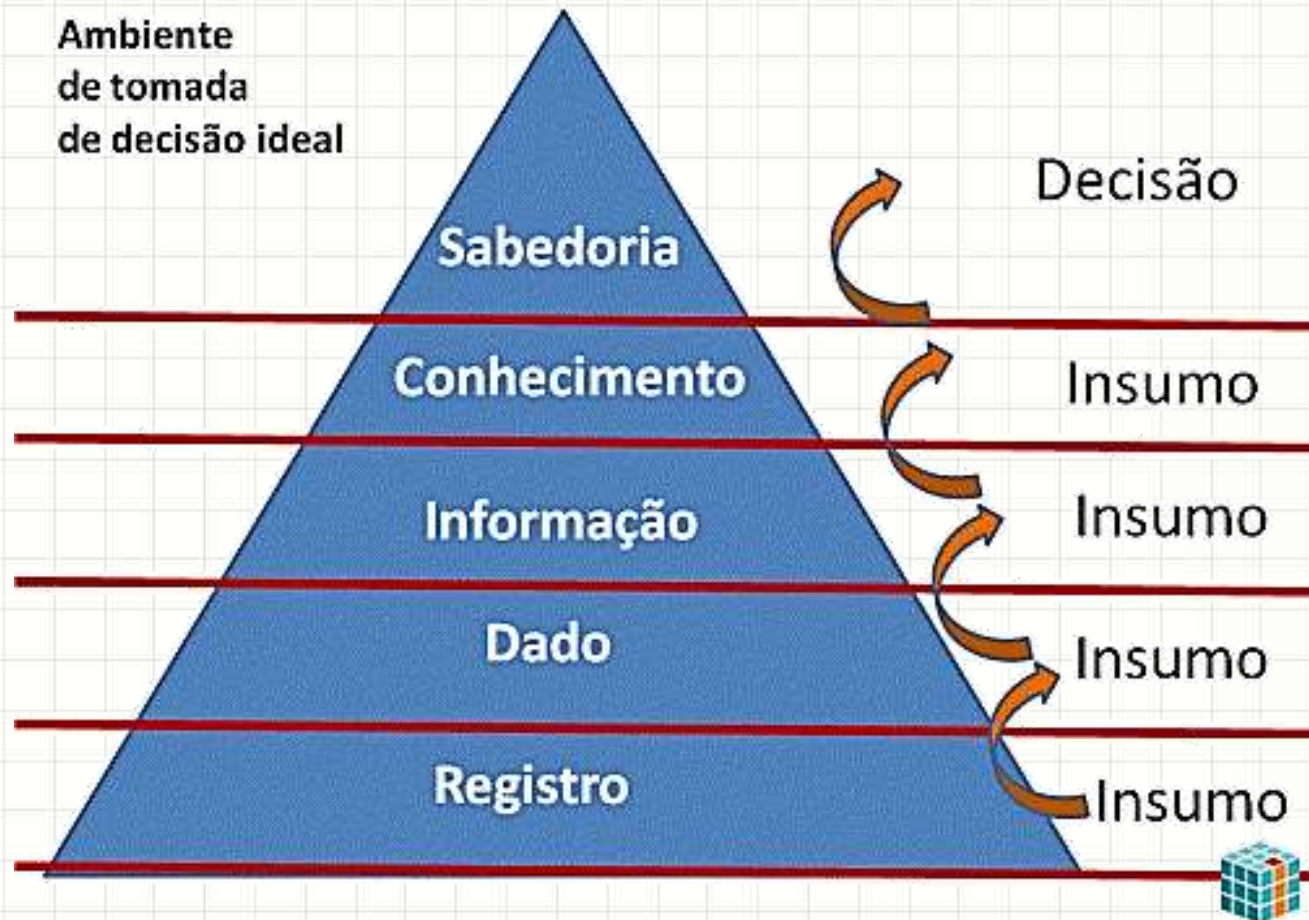 Ambiente
de tomada
de decisão ideal
Decisão
Sabedoria
Conhecimento
Insumo
Informação
Insumo
Dado
Insumo
Registro
Insumo